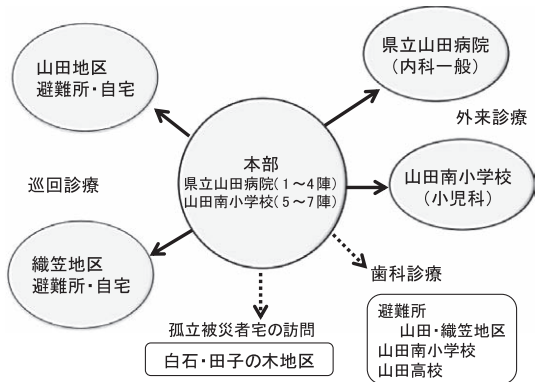 山田地区
避難所・自宅
県立山田病院
(内科一般)
外来診療
本部
県立山田病院(1～4陣)
山田南小学校(5～7陣)
巡回診療
山田南小学校
(小児科)
織笠地区
避難所・自宅
歯科診療
避難所
山田・織笠地区
山田南小学校
山田高校
孤立被災者宅の訪問
白石・田子の木地区